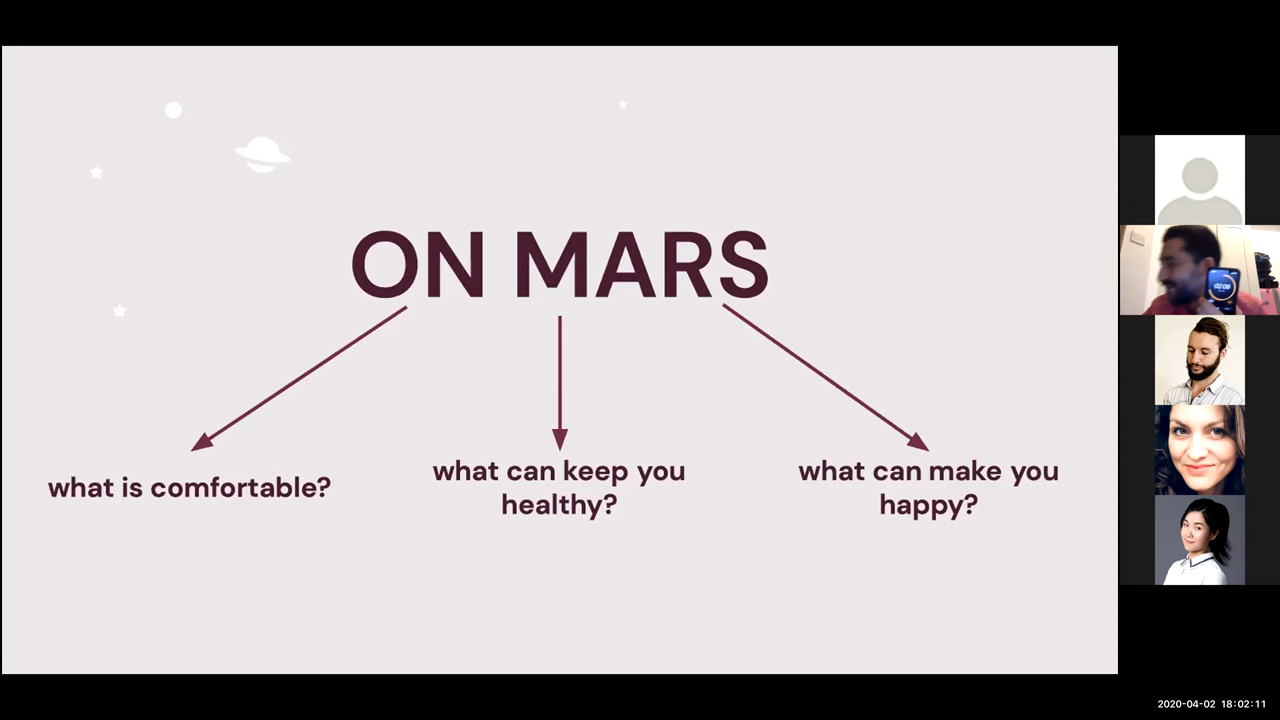 ON MARS
what is comfortable?
what can keep you
healthy?
what can make you
happy?
2020-04-02 18:02:11